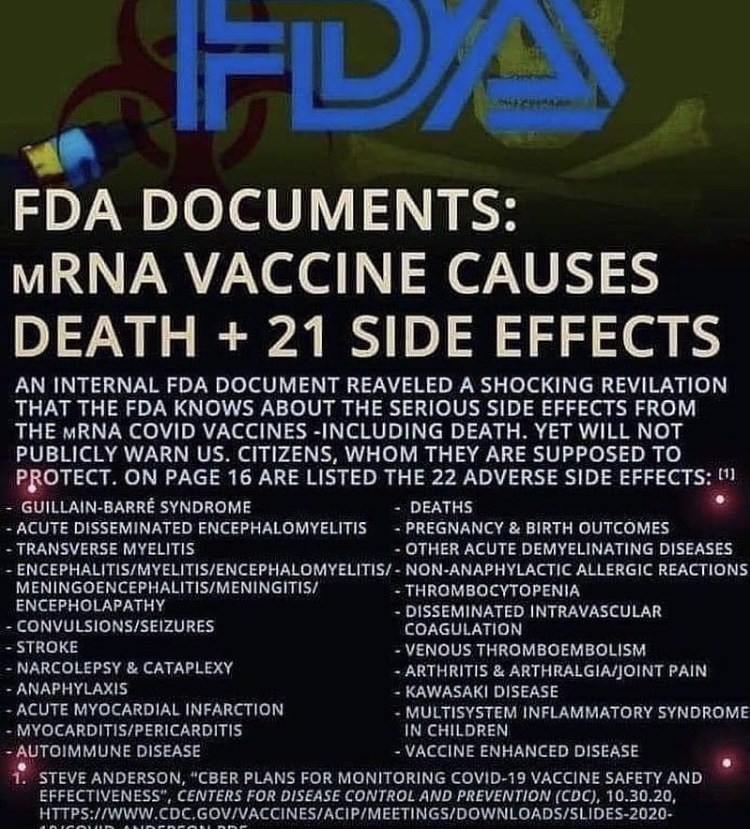 FDA
FDA DOCUMENTS:
mRNA VACCINE CAUSES
DEATH + 21 SIDE EFFECTS
AN INTERNAL FDA DOCUMENT REAVELED A SHOCKING REVILATION
THAT THE FDA KNOWS ABOUT THE SERIOUS SIDE EFFECTS FROM
THE mRNA COVID VACCINES -INCLUDING DEATH. YET WILL NOT
PUBLICLY WARN US. CITIZENS, WHOM THEY ARE SUPPOSED TO
PROTECT. ON PAGE 16 ARE LISTED THE 22 ADVERSE SIDE EFFECTS: [1]
- GUILLAIN-BARRÉ SYNDROME
- ACUTE DISSEMINATED ENCEPHALOMYELITIS
- TRANSVERSE MYELITIS
- ENCEPHALITIS/MYELITIS/ENCEPHALOMYELITIS/
MENINGOENCEPHALITIS/MENINGITIS/
ENCEPHOLAPATHY
- CONVULSIONS/SEIZURES
- STROKE
- NARCOLEPSY & CATAPLEXY
- ANAPHYLAXIS
- ACUTE MYOCARDIAL INFARCTION
- MYOCARDITIS/PERICARDITIS
- AUTOIMMUNE DISEASE
- DEATHS
- PREGNANCY & BIRTH OUTCOMES
- OTHER ACUTE DEMYELINATING DISEASES
- NON-ANAPHYLACTIC ALLERGIC REACTIONS
- THROMBOCYTOPENIA
- DISSEMINATED INTRAVASCULAR
COAGULATION
- VENOUS THROMBOEMBOLISM
- ARTHRITIS & ARTHRALGIA/JOINT PAIN
- KAWASAKI DISEASE
- MULTISYSTEM INFLAMMATORY SYNDROME
IN CHILDREN
- VACCINE ENHANCED DISEASE
1. STEVE ANDERSON, "CBER PLANS FOR MONITORING COVID-19 VACCINE SAFETY AND
EFFECTIVENESS", CENTERS FOR DISEASE CONTROL AND PREVENTION (CDC), 10.30.20,
HTTPS://WWW.CDC.GOV/VACCINES/ACIP/MEETINGS/DOWNLOADS/SLIDES-2020-